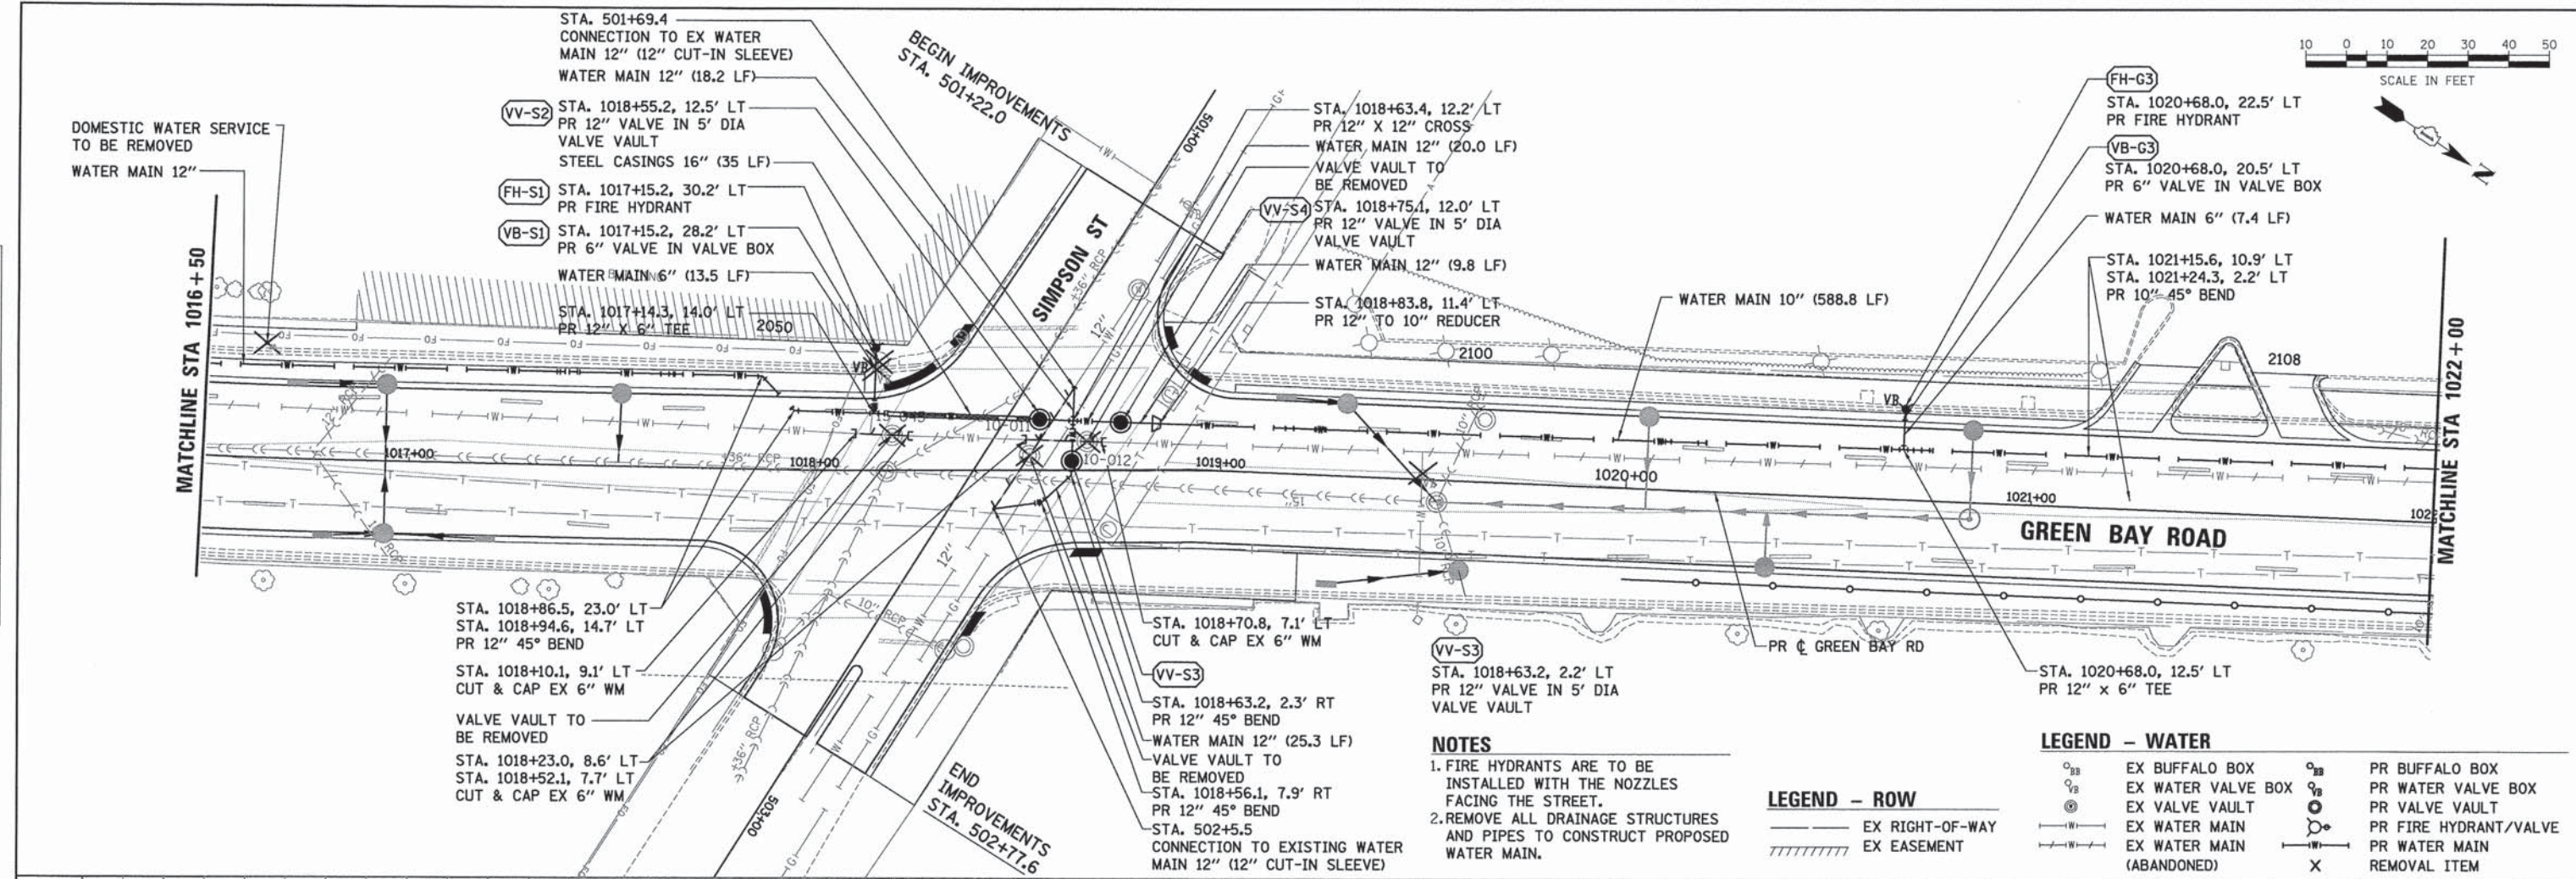 STA. 501+69.4
CONNECTION TO EX WATER
MAIN 12" (12" CUT-IN SLEEVE)
WATER MAIN 12" (18.2 LF)
VV-S2
STA. 1018+55.2, 12.5' LT
PR 12" VALVE IN 5' DIA
VALVE VAULT
STEEL CASINGS 16" (35 LF)
FH-S1
STA. 1017+15.2, 30.2' LT
PR FIRE HYDRANT
VB-S1
STA. 1017+15.2, 28.2' LT
PR 6" VALVE IN VALVE BOX
WATER MAIN 6" (13.5 LF)
STA. 1017+14.3, 14.0' LT
PR 12" X 6" TEE
DOMESTIC WATER SERVICE
TO BE REMOVED
WATER MAIN 12"
MATCHLINE STA 1016+50
BEGIN IMPROVEMENTS
STA. 501+22.0
SIMPSON ST
501+00
STA. 1018+63.4, 12.2' LT
PR 12" X 12" CROSS
WATER MAIN 12" (20.0 LF)
VALVE VAULT TO
BE REMOVED
VV-S4
STA. 1018+75.1, 12.0' LT
PR 12" VALVE IN 5' DIA
VALVE VAULT
WATER MAIN 12" (9.8 LF)
STA. 1018+83.8, 11.4' LT
PR 12" TO 10" REDUCER
WATER MAIN 10" (588.8 LF)
FH-G3
STA. 1020+68.0, 22.5' LT
PR FIRE HYDRANT
VB-G3
STA. 1020+68.0, 20.5' LT
PR 6" VALVE IN VALVE BOX
WATER MAIN 6" (7.4 LF)
STA. 1021+15.6, 10.9' LT
STA. 1021+24.3, 2.2' LT
PR 10" 45° BEND
10 0 10 20 30 40 50
SCALE IN FEET
N
2050
2100
2108
VB
VB
36" RCP
12"
10-011
10-012
1017+00
1018+00
1019+00
1020+00
1021+00
36" RCP
15"
12"
10" RCP
36" RCP
GREEN BAY ROAD
MATCHLINE STA 1022+00
STA. 1018+86.5, 23.0' LT
STA. 1018+94.6, 14.7' LT
PR 12" 45° BEND
STA. 1018+10.1, 9.1' LT
CUT & CAP EX 6" WM
VALVE VAULT TO
BE REMOVED
STA. 1018+23.0, 8.6' LT
STA. 1018+52.1, 7.7' LT
CUT & CAP EX 6" WM
503+00
END
IMPROVEMENTS
STA. 502+77.6
STA. 1018+70.8, 7.1' LT
CUT & CAP EX 6" WM
VV-S3
STA. 1018+63.2, 2.3' RT
PR 12" 45° BEND
WATER MAIN 12" (25.3 LF)
VALVE VAULT TO
BE REMOVED
STA. 1018+56.1, 7.9' RT
PR 12" 45° BEND
STA. 502+5.5
CONNECTION TO EXISTING WATER
MAIN 12" (12" CUT-IN SLEEVE)
VV-S3
STA. 1018+63.2, 2.2' LT
PR 12" VALVE IN 5' DIA
VALVE VAULT
PR ℄ GREEN BAY RD
STA. 1020+68.0, 12.5' LT
PR 12" x 6" TEE
NOTES
1. FIRE HYDRANTS ARE TO BE
INSTALLED WITH THE NOZZLES
FACING THE STREET.
2. REMOVE ALL DRAINAGE STRUCTURES
AND PIPES TO CONSTRUCT PROPOSED
WATER MAIN.
LEGEND - ROW
EX RIGHT-OF-WAY
EX EASEMENT
LEGEND - WATER
BB EX BUFFALO BOX BB PR BUFFALO BOX
VB EX WATER VALVE BOX VB PR WATER VALVE BOX
EX VALVE VAULT PR VALVE VAULT
W EX WATER MAIN PR FIRE HYDRANT/VALVE
W EX WATER MAIN W PR WATER MAIN
(ABANDONED) X REMOVAL ITEM